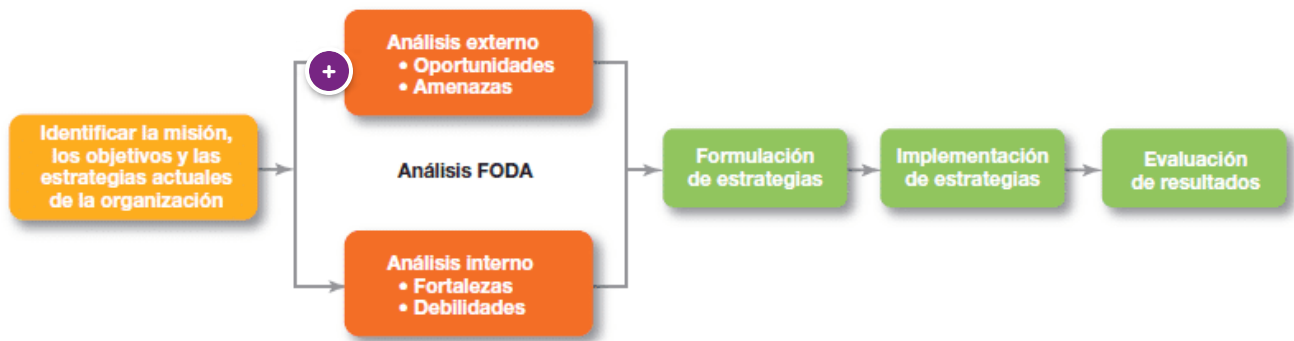 Identificar la misión,
los objetivos y las
estrategias actuales
de la organización
+
Análisis externo
• Oportunidades
• Amenazas
Análisis FODA
Análisis interno
• Fortalezas
• Debilidades
Formulación
de estrategias
Implementación
de estrategias
Evaluación
de resultados